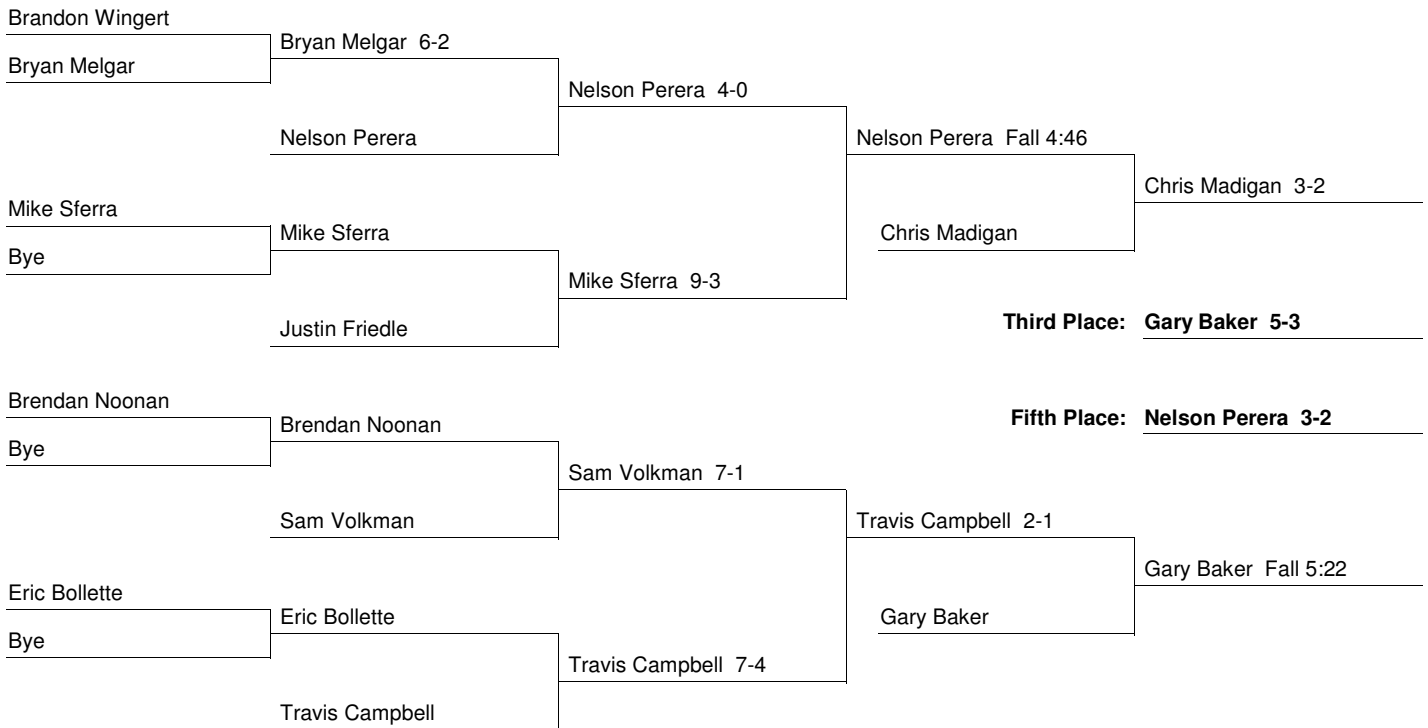 Brandon Wingert
Bryan Melgar 6-2
Bryan Melgar
Nelson Perera 4-0
Nelson Perera
Nelson Perera Fall 4:46
Chris Madigan 3-2
Mike Sferra
Mike Sferra
Chris Madigan
Bye
Mike Sferra 9-3
Third Place: Gary Baker 5-3
Justin Friedle
Brendan Noonan
Fifth Place: Nelson Perera 3-2
Brendan Noonan
Bye
Sam Volkman 7-1
Sam Volkman
Travis Campbell 2-1
Gary Baker Fall 5:22
Eric Bollette
Eric Bollette
Gary Baker
Bye
Travis Campbell 7-4
Travis Campbell